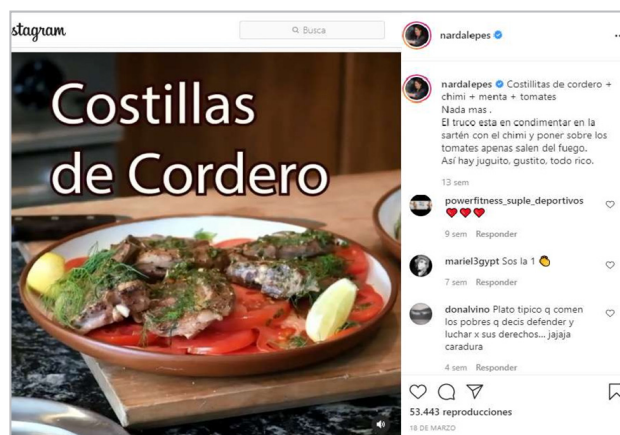 stagram
Busca
Costillas
de Cordero
nardalepes
nardalepes Costillitas de cordero +
chimi + menta + tomates
Nada mas .
El truco esta en condimentar en la
sartén con el chimi y poner sobre los
tomates apenas salen del fuego.
Así hay juguito, gustito, todo rico.
13 sem
powerfitness_suple_deportivos
9 sem Responder
mariel3gypt Sos la 1
7 sem Responder
donalvino Plato tipico q comen
los pobres q decis defender y
luchar x sus derechos... jajaja
caradura
4 sem Responder
53.443 reproducciones
18 DE MARZO